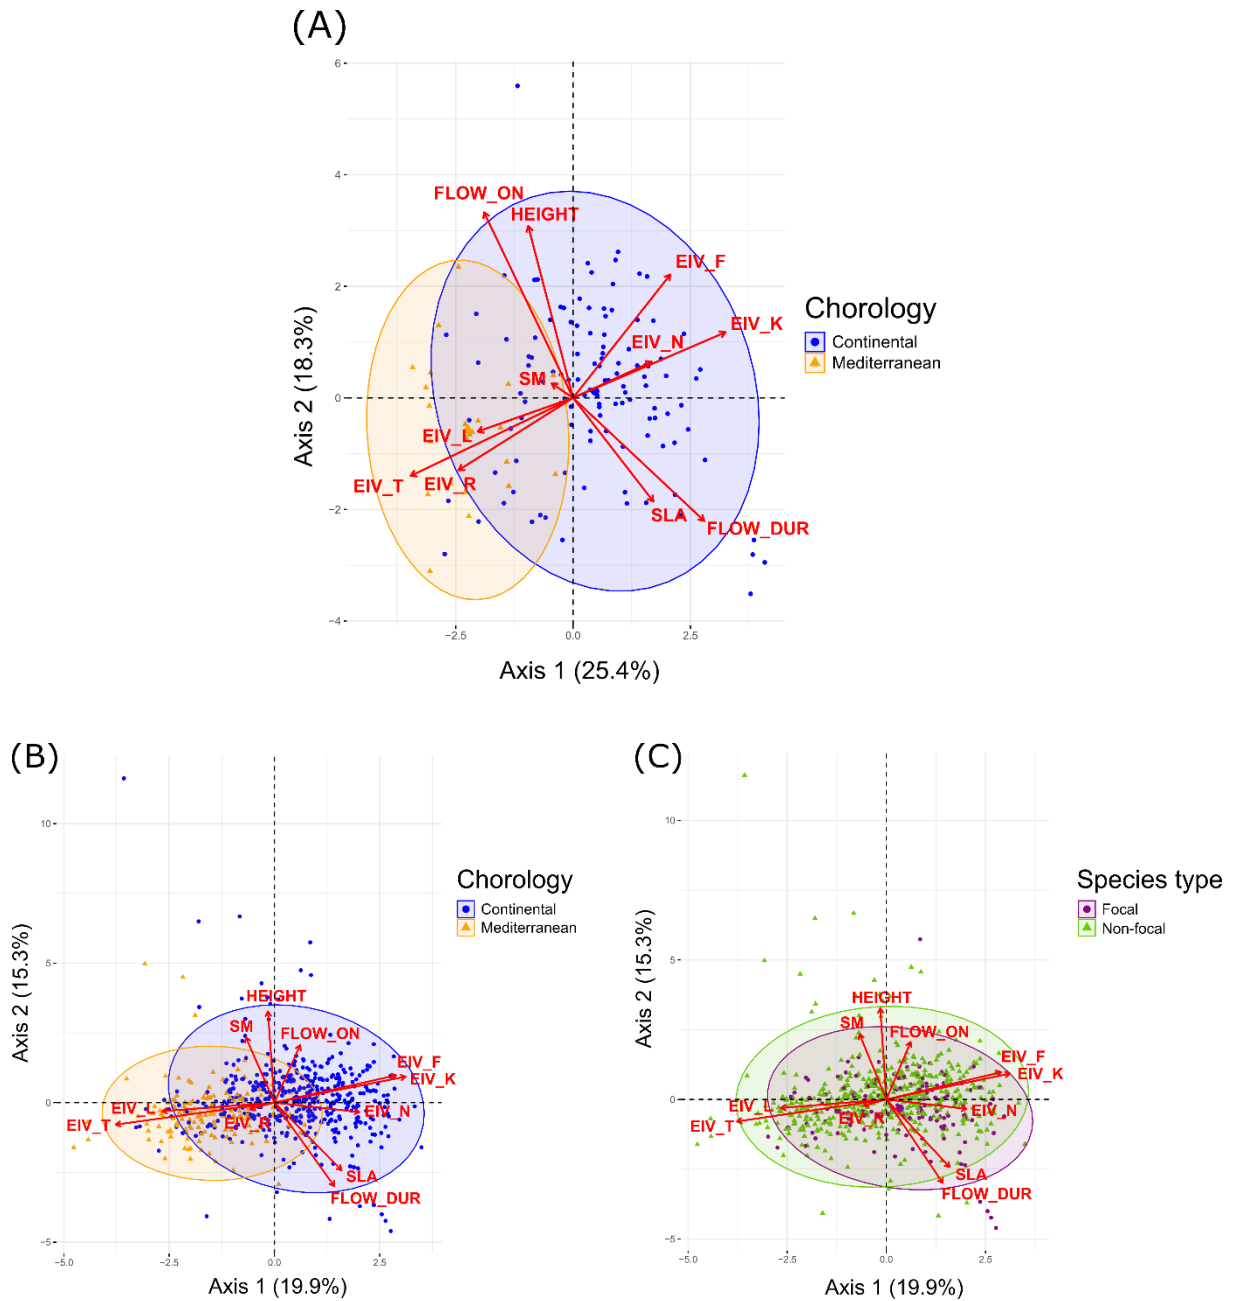 (A)
6
4
2
0
−2
−4
−2.5
0.0
2.5
Axis 2 (18.3%)
Axis 1 (25.4%)
FLOW_ON
HEIGHT
EIV_F
EIV_K
EIV_N
SM
EIV_L
EIV_T
EIV_R
SLA
FLOW_DUR
Chorology
Continental
Mediterranean
(B)
10
5
0
−5
−5.0
−2.5
0.0
2.5
Axis 2 (15.3%)
Axis 1 (19.9%)
HEIGHT
SM
FLOW_ON
EIV_F
EIV_K
EIV_L
EIV_N
EIV_T
EIV_R
SLA
FLOW_DUR
Chorology
Continental
Mediterranean
(C)
10
5
0
−5
−5.0
−2.5
0.0
2.5
Axis 2 (15.3%)
Axis 1 (19.9%)
HEIGHT
SM
FLOW_ON
EIV_F
EIV_K
EIV_L
EIV_N
EIV_R
EIV_T
SLA
FLOW_DUR
Species type
Focal
Non-focal